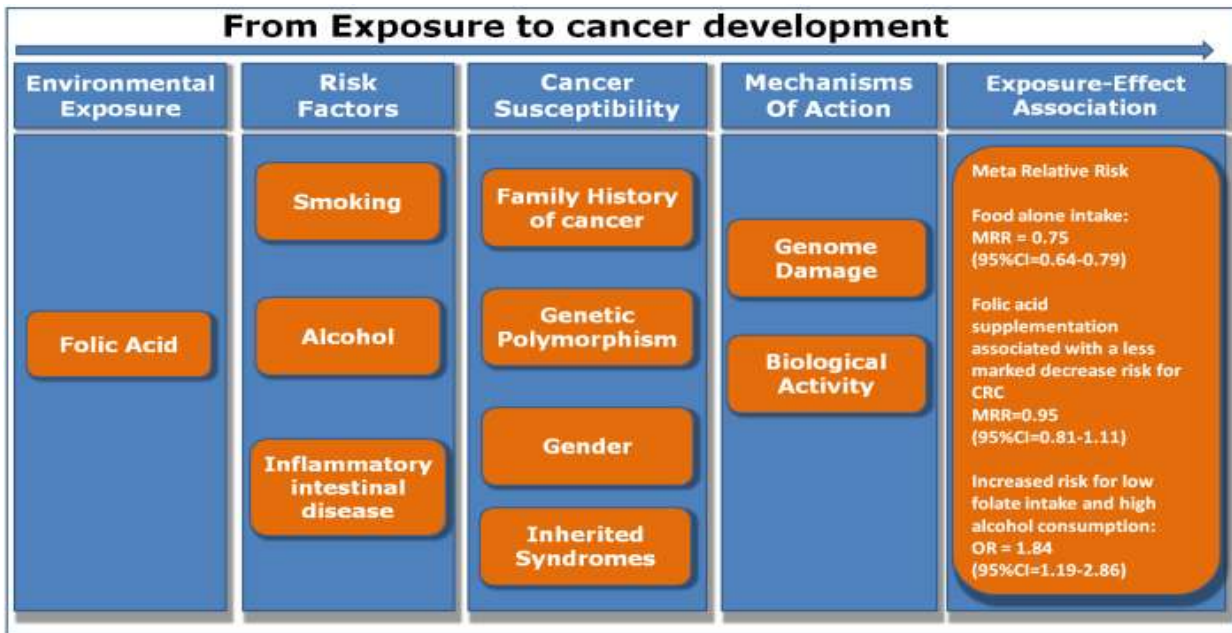 From Exposure to cancer development
Environmental
Exposure
Risk
Factors
Cancer
Susceptibility
Mechanisms
Of Action
Exposure-Effect
Association
Folic Acid
Smoking
Alcohol
Inflammatory
intestinal
disease
Family History
of cancer
Genetic
Polymorphism
Gender
Inherited
Syndromes
Genome
Damage
Biological
Activity
Meta Relative Risk
Food alone intake:
MRR = 0.75
(95%CI=0.64-0.79)
Folic acid
supplementation
associated with a less
marked decrease risk for
CRC
MRR=0.95
(95%CI=0.81-1.11)
Increased risk for low
folate intake and high
alcohol consumption:
OR = 1.84
(95%CI=1.19-2.86)